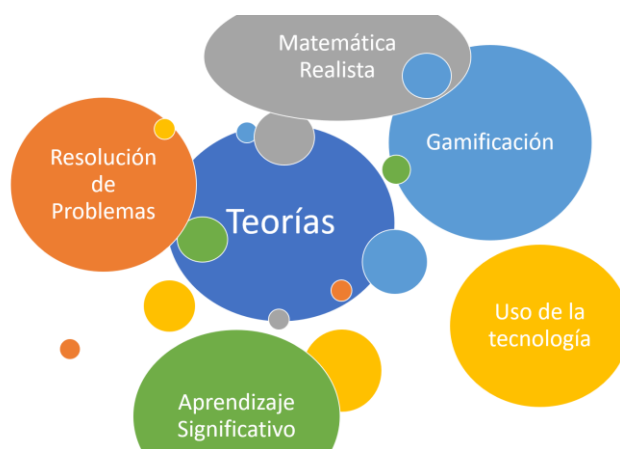 Matemática
Realista
Gamificación
Resolución
de
Problemas
Teorías
Uso de la
tecnología
Aprendizaje
Significativo